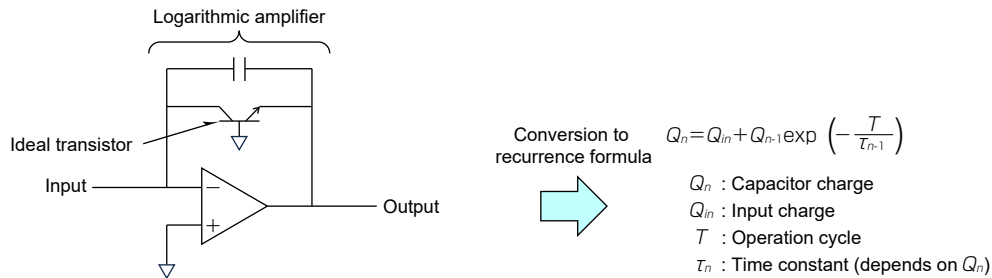 Logarithmic amplifier
Ideal transistor
Input
−
+
Output
Conversion to
recurrence formula
Qn=Qin+Qn-1exp (−T/τn-1)
Qn : Capacitor charge
Qin : Input charge
T : Operation cycle
τn : Time constant (depends on Qn)